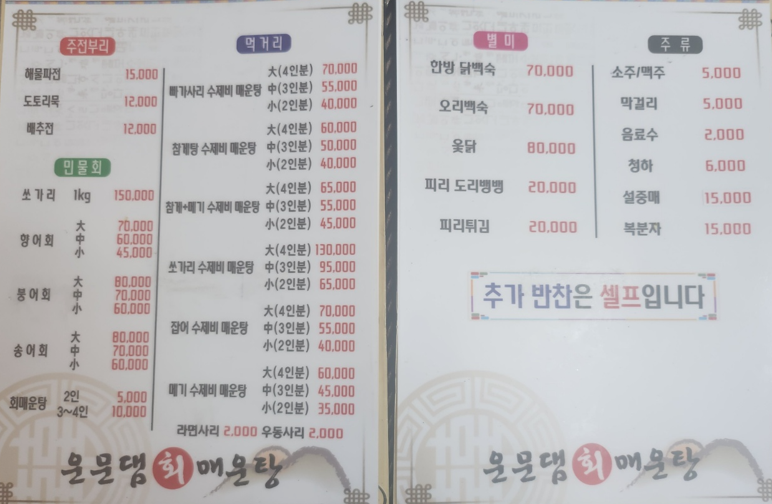 주전부리
해물파전 15.000
도토리묵 12.000
배추전 12.000
민물회
쏘가리 1kg 150.000
향어회
大 70.000
中 60.000
小 45.000
붕어회
大 80.000
中 70.000
小 60.000
송어회
大 80.000
中 70.000
小 60.000
회매운탕
2인 5.000
3~4인 10.000
먹거리
빠가사리 수제비 매운탕
大(4인분) 70.000
中(3인분) 55.000
小(2인분) 40.000
참게탕 수제비 매운탕
大(4인분) 60.000
中(3인분) 50.000
小(2인분) 40.000
참게+메기 수제비 매운탕
大(4인분) 65.000
中(3인분) 55.000
小(2인분) 45.000
쏘가리 수제비 매운탕
大(4인분) 130.000
中(3인분) 95.000
小(2인분) 65.000
잡어 수제비 매운탕
大(4인분) 70.000
中(3인분) 55.000
小(2인분) 40.000
메기 수제비 매운탕
大(4인분) 60.000
中(3인분) 45.000
小(2인분) 35.000
라면사리 2.000 우동사리 2.000
운문댐 회 매운탕
별미
한방 닭백숙 70.000
오리백숙 70.000
옻닭 80.000
피리 도리뱅뱅 20.000
피리튀김 20.000
주류
소주/맥주 5.000
막걸리 5.000
음료수 2.000
청하 6.000
설중매 15.000
복분자 15.000
추가 반찬은 셀프입니다
운문댐 회 매운탕